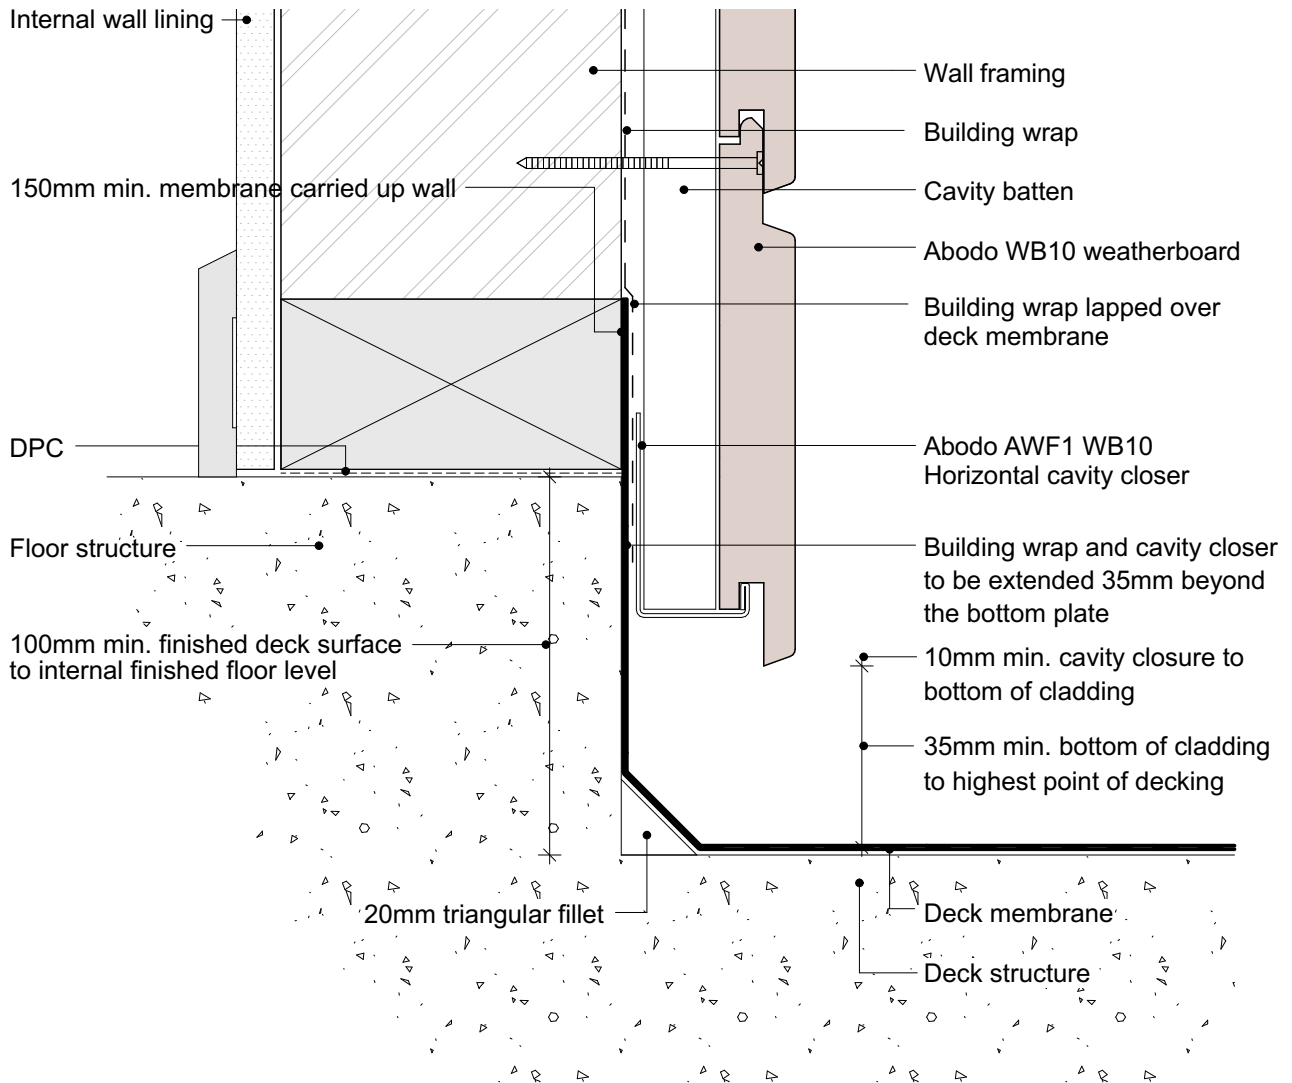 Internal wall lining
Wall framing
Building wrap
150mm min. membrane carried up wall
Cavity batten
Abodo WB10 weatherboard
Building wrap lapped over
deck membrane
DPC
Abodo AWF1 WB10
Horizontal cavity closer
Floor structure
Building wrap and cavity closer
to be extended 35mm beyond
the bottom plate
100mm min. finished deck surface
to internal finished floor level
10mm min. cavity closure to
bottom of cladding
35mm min. bottom of cladding
to highest point of decking
20mm triangular fillet
Deck membrane
Deck structure